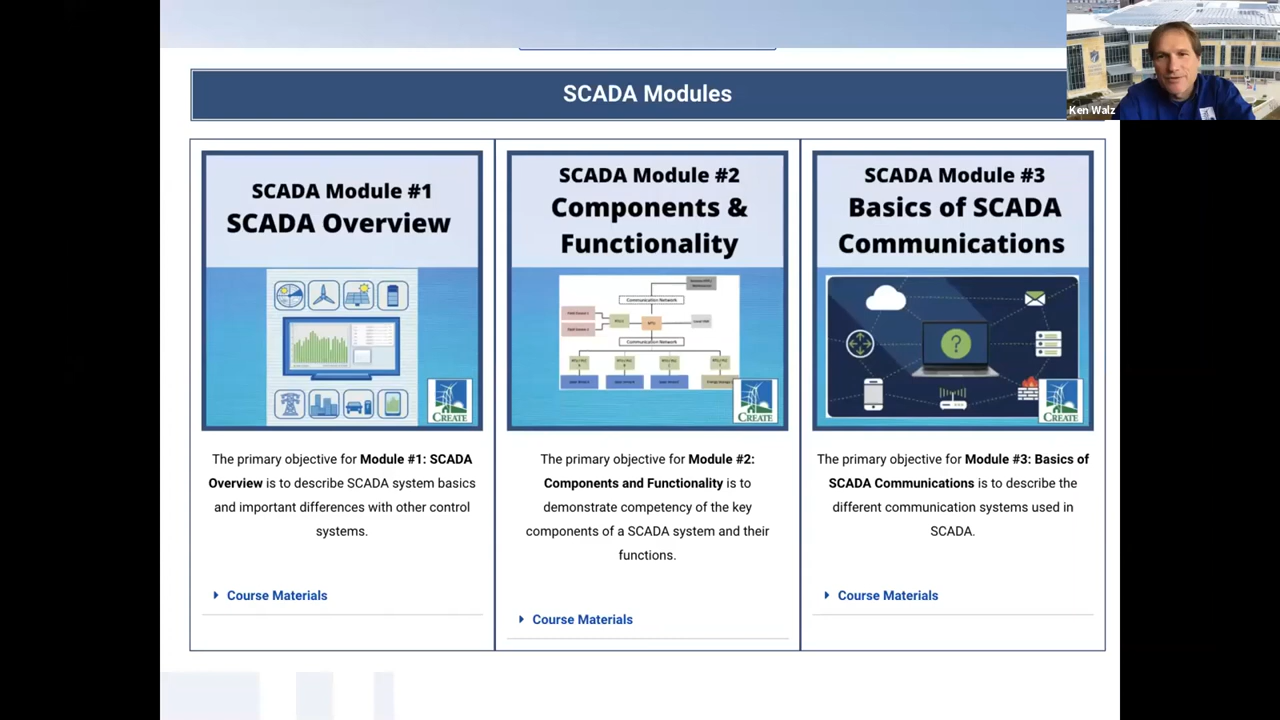 SCADA Modules
Ken Walz
SCADA Module #1
SCADA Overview
CREATE
The primary objective for Module #1: SCADA
Overview is to describe SCADA system basics
and important differences with other control
systems.
Course Materials
SCADA Module #2
Components &
Functionality
Communication Network
Communication Network
CREATE
The primary objective for Module #2:
Components and Functionality is to
demonstrate competency of the key
components of a SCADA system and their
functions.
Course Materials
SCADA Module #3
Basics of SCADA
Communications
?
CREATE
The primary objective for Module #3: Basics of
SCADA Communications is to describe the
different communication systems used in
SCADA.
Course Materials